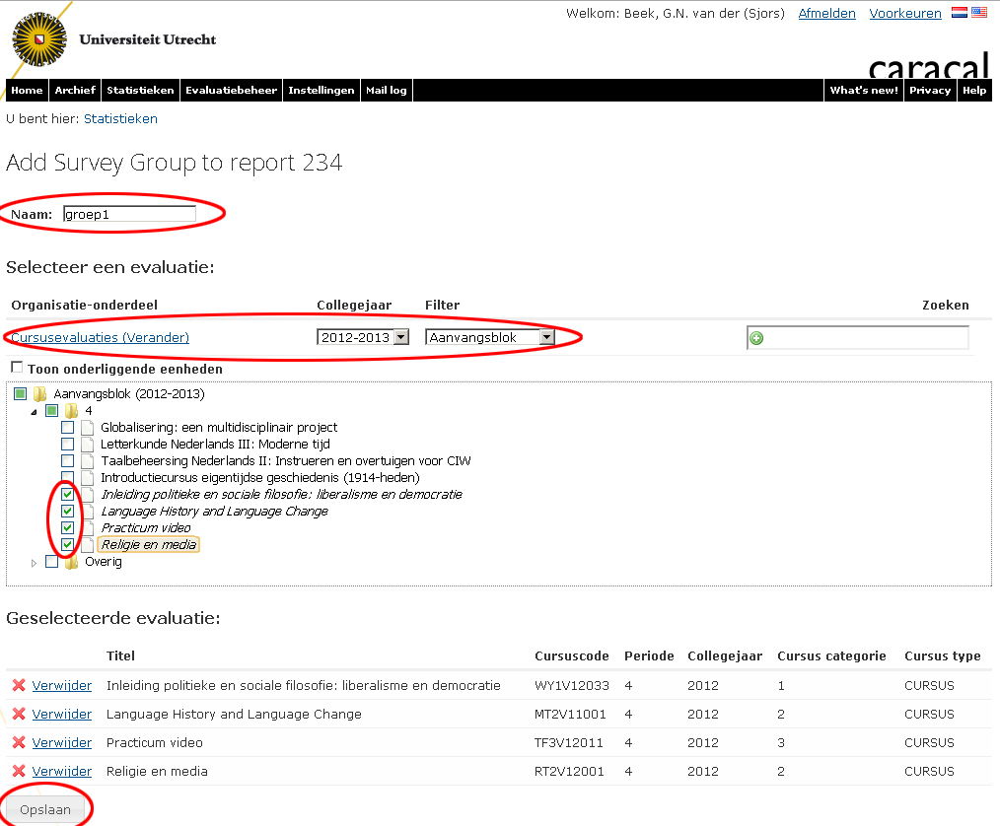 Welkom: Beek, G.N. van der (Sjors) Afmelden Voorkeuren
Universiteit Utrecht
caracal
Home Archief Statistieken Evaluatiebeheer Instellingen Mail log What's new! Privacy Help
U bent hier: Statistieken
Add Survey Group to report 234
Naam: groep1
Selecteer een evaluatie:
Organisatie-onderdeel Collegejaar Filter Zoeken
Cursusevaluaties (Verander) 2012-2013 Aanvangsblok
Toon onderliggende eenheden
Aanvangsblok (2012-2013)
4
Globalisering: een multidisciplinair project
Letterkunde Nederlands III: Moderne tijd
Taalbeheersing Nederlands II: Instrueren en overtuigen voor CIW
Introductiecursus eigentijdse geschiedenis (1914-heden)
Inleiding politieke en sociale filosofie: liberalisme en democratie
Language History and Language Change
Practicum video
Religie en media
Overig
Geselecteerde evaluatie:
Titel Cursuscode Periode Collegejaar Cursus categorie Cursus type
Verwijder Inleiding politieke en sociale filosofie: liberalisme en democratie WY1V12033 4 2012 1 CURSUS
Verwijder Language History and Language Change MT2V11001 4 2012 2 CURSUS
Verwijder Practicum video TF3V12011 4 2012 3 CURSUS
Verwijder Religie en media RT2V12001 4 2012 2 CURSUS
Opslaan